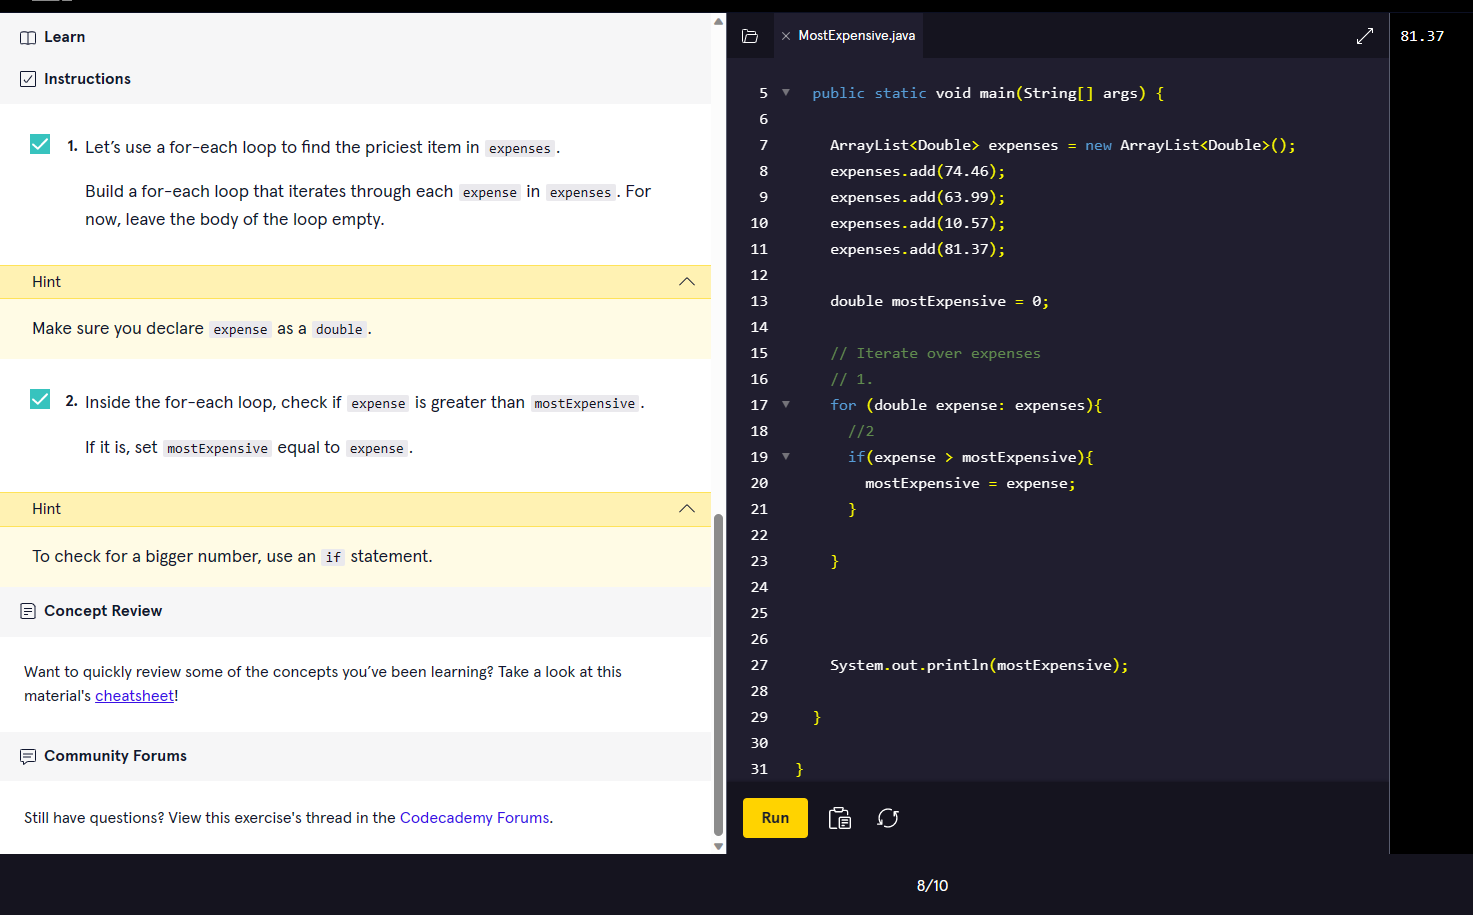 Learn
Instructions
1. Let’s use a for-each loop to find the priciest item in expenses.
Build a for-each loop that iterates through each expense in expenses. For
now, leave the body of the loop empty.
Hint
Make sure you declare expense as a double.
2. Inside the for-each loop, check if expense is greater than mostExpensive.
If it is, set mostExpensive equal to expense.
Hint
To check for a bigger number, use an if statement.
Concept Review
Want to quickly review some of the concepts you’ve been learning? Take a look at this
material's cheatsheet!
Community Forums
Still have questions? View this exercise's thread in the Codecademy Forums.
MostExpensive.java
5 public static void main(String[] args) {
6
7 ArrayList<Double> expenses = new ArrayList<Double>();
8 expenses.add(74.46);
9 expenses.add(63.99);
10 expenses.add(10.57);
11 expenses.add(81.37);
12
13 double mostExpensive = 0;
14
15 // Iterate over expenses
16 // 1.
17 for (double expense: expenses){
18 //2
19 if(expense > mostExpensive){
20 mostExpensive = expense;
21 }
22
23 }
24
25
26
27 System.out.println(mostExpensive);
28
29 }
30
31 }
Run
81.37
8/10